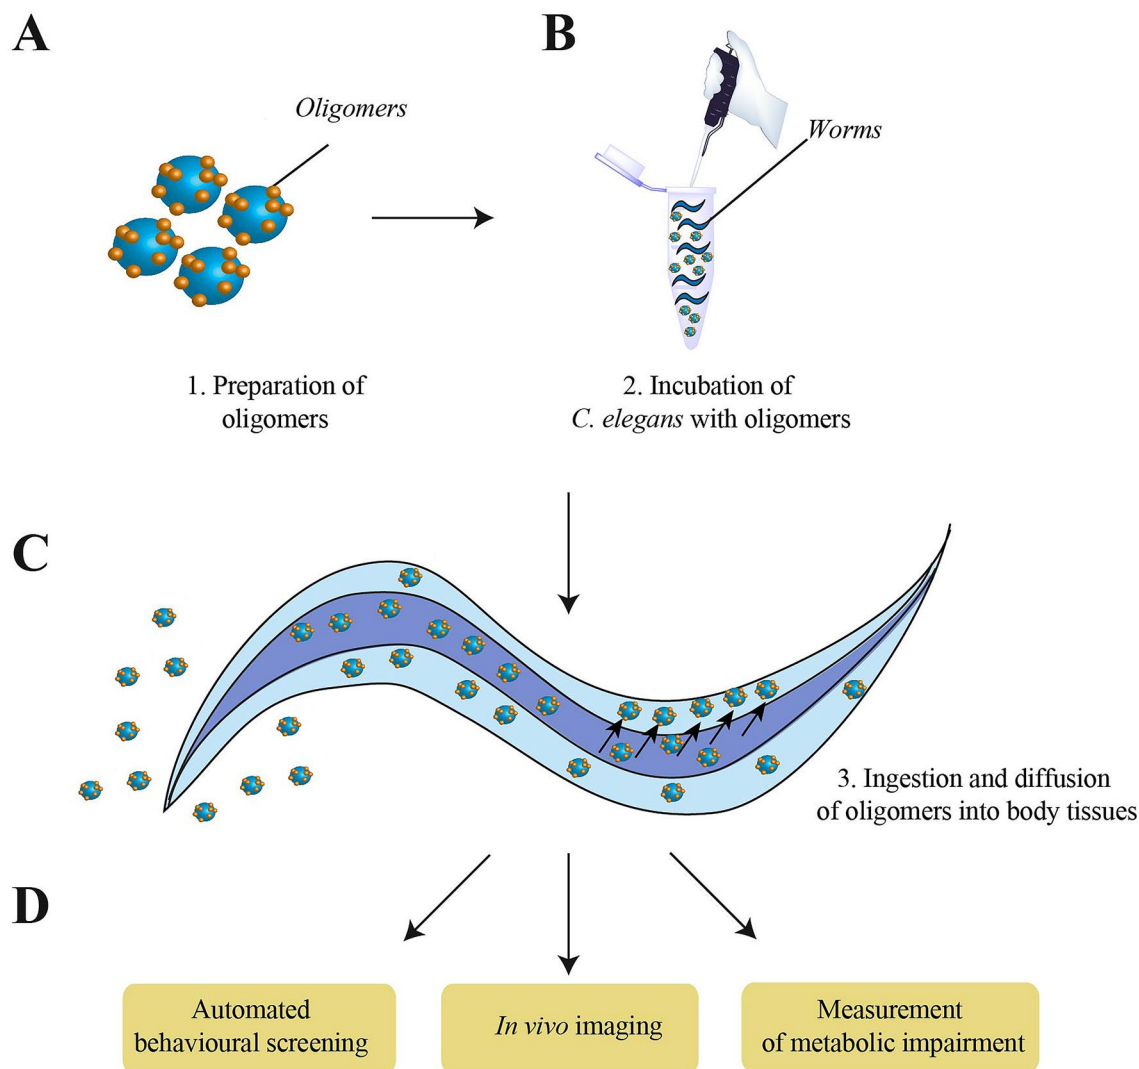 A
B
Oligomers
Worms
1. Preparation of
oligomers
2. Incubation of
C. elegans with oligomers
C
3. Ingestion and diffusion
of oligomers into body tissues
D
Automated
behavioural screening
In vivo imaging
Measurement
of metabolic impairment